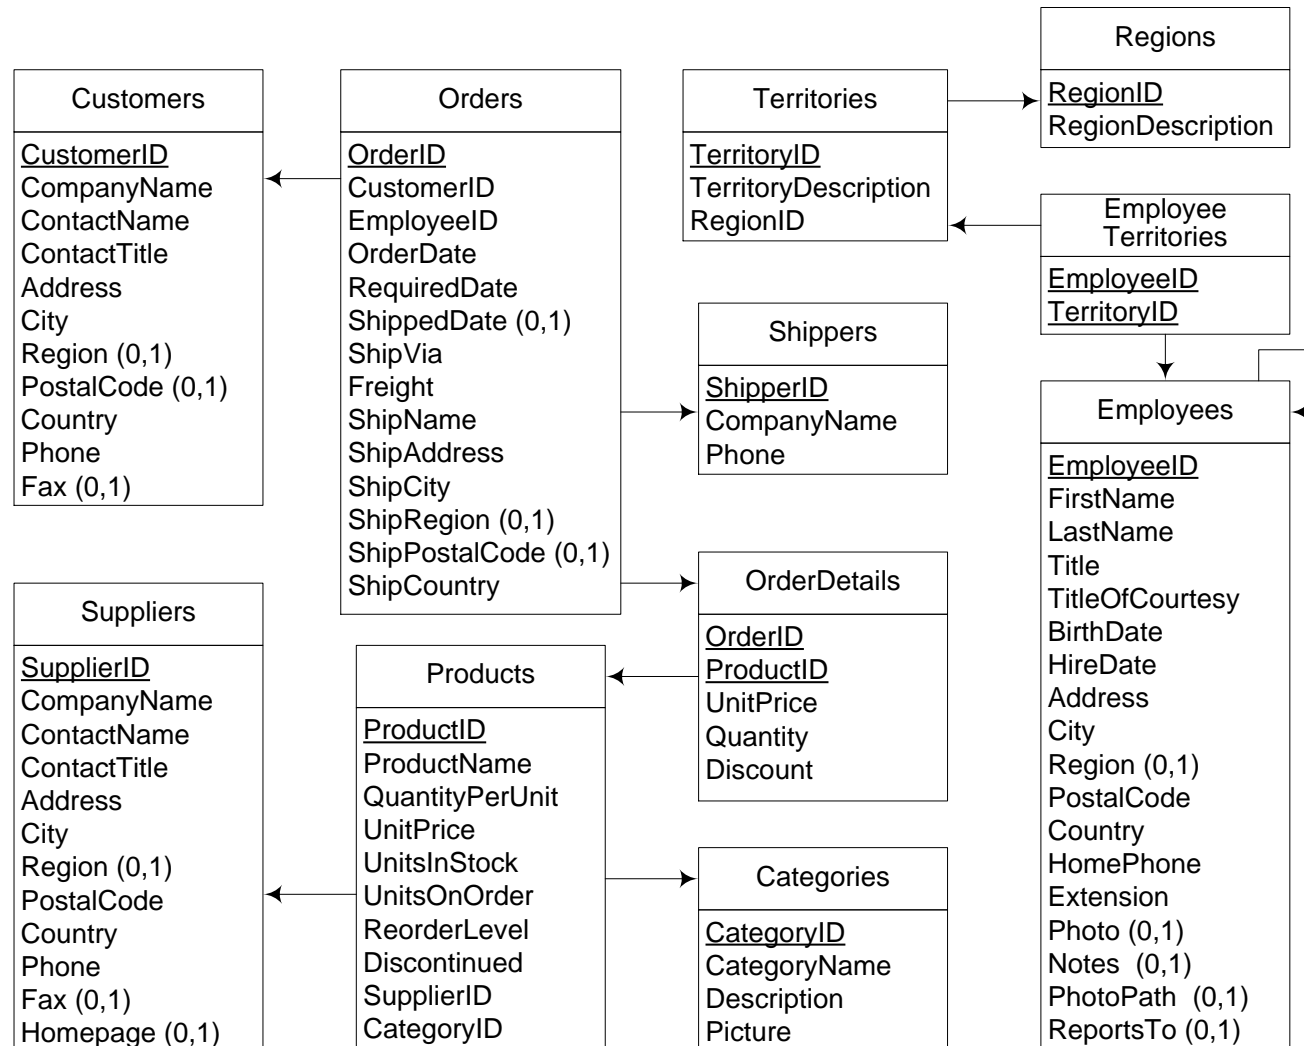 Customers
CustomerID
CompanyName
ContactName
ContactTitle
Address
City
Region (0,1)
PostalCode (0,1)
Country
Phone
Fax (0,1)
Orders
OrderID
CustomerID
EmployeeID
OrderDate
RequiredDate
ShippedDate (0,1)
ShipVia
Freight
ShipName
ShipAddress
ShipCity
ShipRegion (0,1)
ShipPostalCode (0,1)
ShipCountry
Territories
TerritoryID
TerritoryDescription
RegionID
Regions
RegionID
RegionDescription
Employee
Territories
EmployeeID
TerritoryID
Shippers
ShipperID
CompanyName
Phone
Employees
EmployeeID
FirstName
LastName
Title
TitleOfCourtesy
BirthDate
HireDate
Address
City
Region (0,1)
PostalCode
Country
HomePhone
Extension
Photo (0,1)
Notes (0,1)
PhotoPath (0,1)
ReportsTo (0,1)
OrderDetails
OrderID
ProductID
UnitPrice
Quantity
Discount
Suppliers
SupplierID
CompanyName
ContactName
ContactTitle
Address
City
Region (0,1)
PostalCode
Country
Phone
Fax (0,1)
Homepage (0,1)
Products
ProductID
ProductName
QuantityPerUnit
UnitPrice
UnitsInStock
UnitsOnOrder
ReorderLevel
Discontinued
SupplierID
CategoryID
Categories
CategoryID
CategoryName
Description
Picture